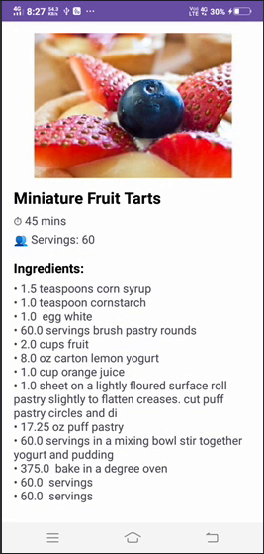 4G 8:27 54.3 KB/s ... Voj LTE 4G 30%
Miniature Fruit Tarts
45 mins
Servings: 60
Ingredients:
• 1.5 teaspoons corn syrup
• 1.0 teaspoon cornstarch
• 1.0 egg white
• 60.0 servings brush pastry rounds
• 2.0 cups fruit
• 8.0 oz carton lemon yogurt
• 1.0 cup orange juice
• 1.0 sheet on a lightly floured surface roll
pastry slightly to flatten creases. cut puff
pastry circles and di
• 17.25 oz puff pastry
• 60.0 servings in a mixing bowl stir together
yogurt and pudding
• 375.0 bake in a degree oven
• 60.0 servings
• 60.0 servings